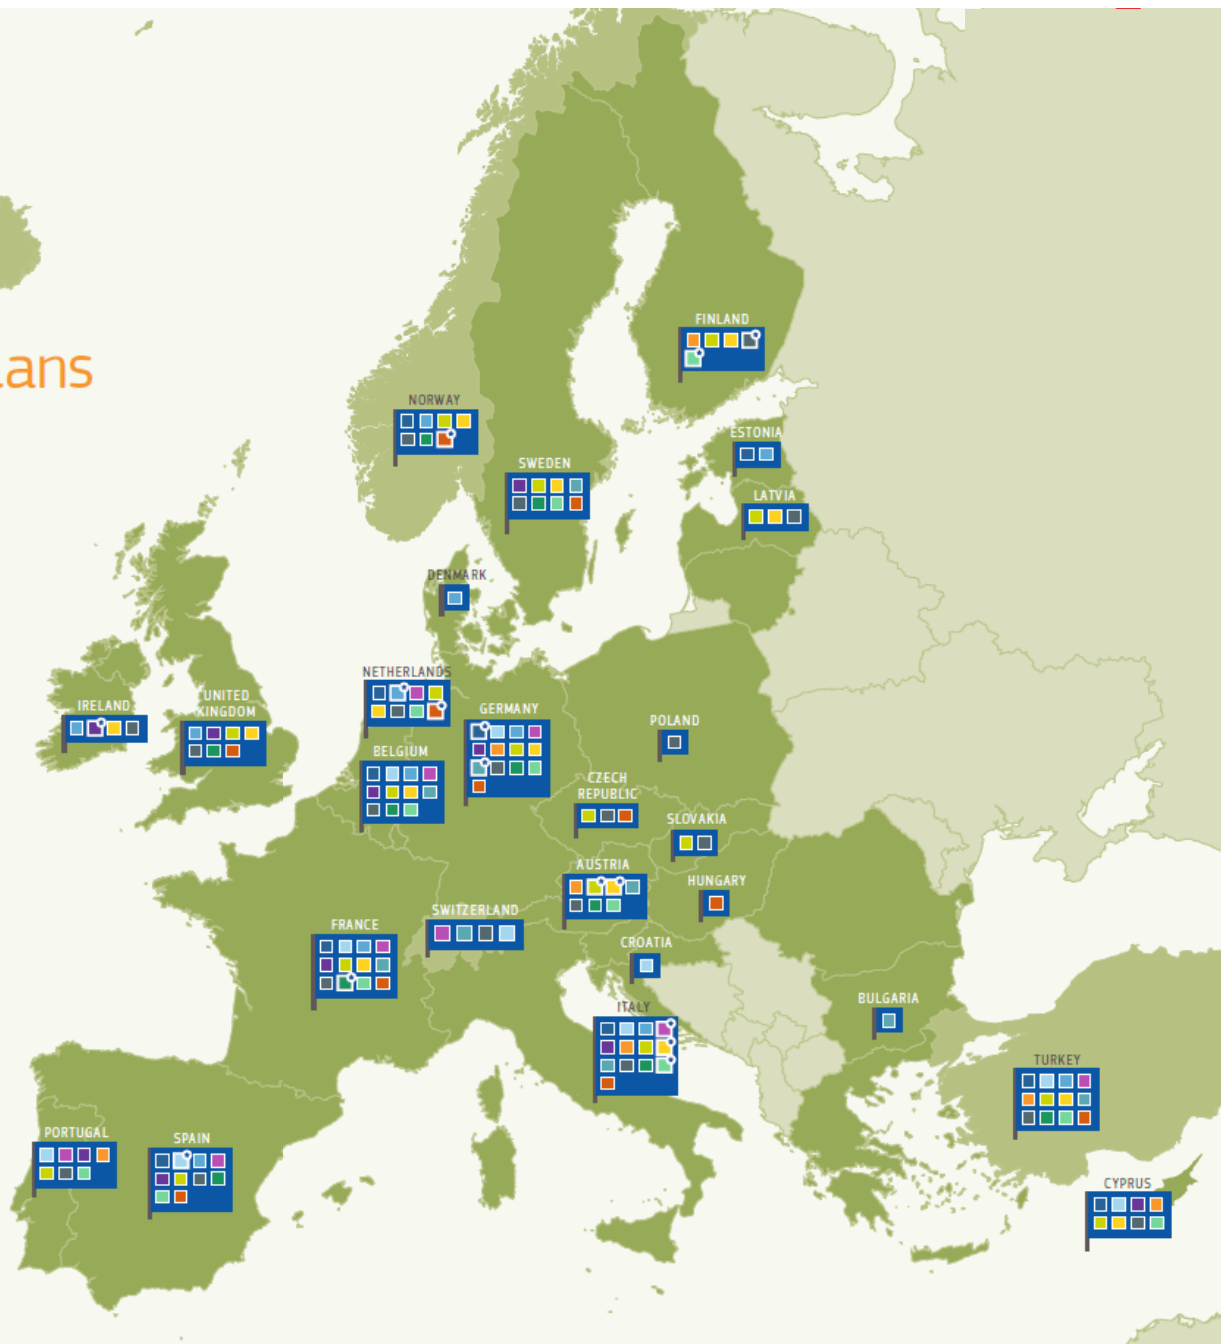 FINLAND
ans
NORWAY
ESTONIA
SWEDEN
LATVIA
DENMARK
NETHERLANDS
IRELAND
UNITED
KINGDOM
GERMANY
POLAND
BELGIUM
CZECH
REPUBLIC
SLOVAKIA
AUSTRIA
HUNGARY
SWITZERLAND
FRANCE
CROATIA
BULGARIA
ITALY
TURKEY
PORTUGAL
SPAIN
CYPRUS